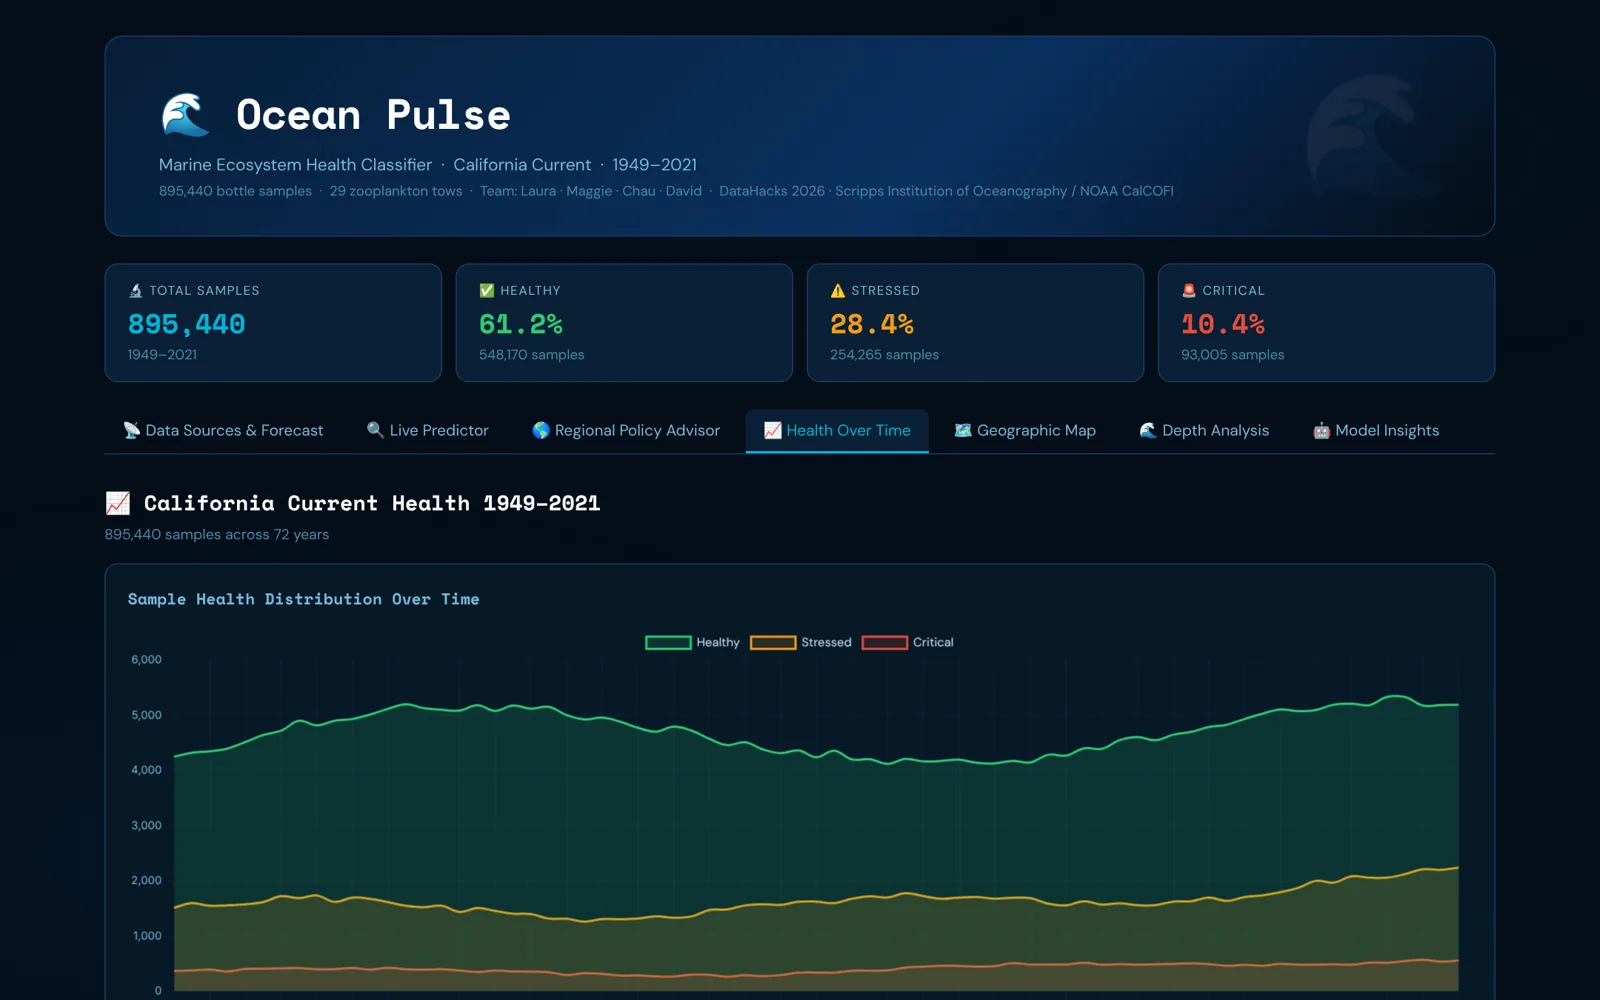 🌊 Ocean Pulse
Marine Ecosystem Health Classifier · California Current · 1949–2021
895,440 bottle samples · 29 zooplankton tows · Team: Laura · Maggie · Chau · David · DataHacks 2026 · Scripps Institution of Oceanography / NOAA CalCOFI
🔬 TOTAL SAMPLES
895,440
1949–2021
✅ HEALTHY
61.2%
548,170 samples
⚠️ STRESSED
28.4%
254,265 samples
🚨 CRITICAL
10.4%
93,005 samples
📡 Data Sources & Forecast 🔍 Live Predictor 🌎 Regional Policy Advisor 📈 Health Over Time 🗺️ Geographic Map 🌊 Depth Analysis 🤖 Model Insights
📈 California Current Health 1949–2021
895,440 samples across 72 years
Sample Health Distribution Over Time
Healthy Stressed Critical
6,000
5,000
4,000
3,000
2,000
1,000
0